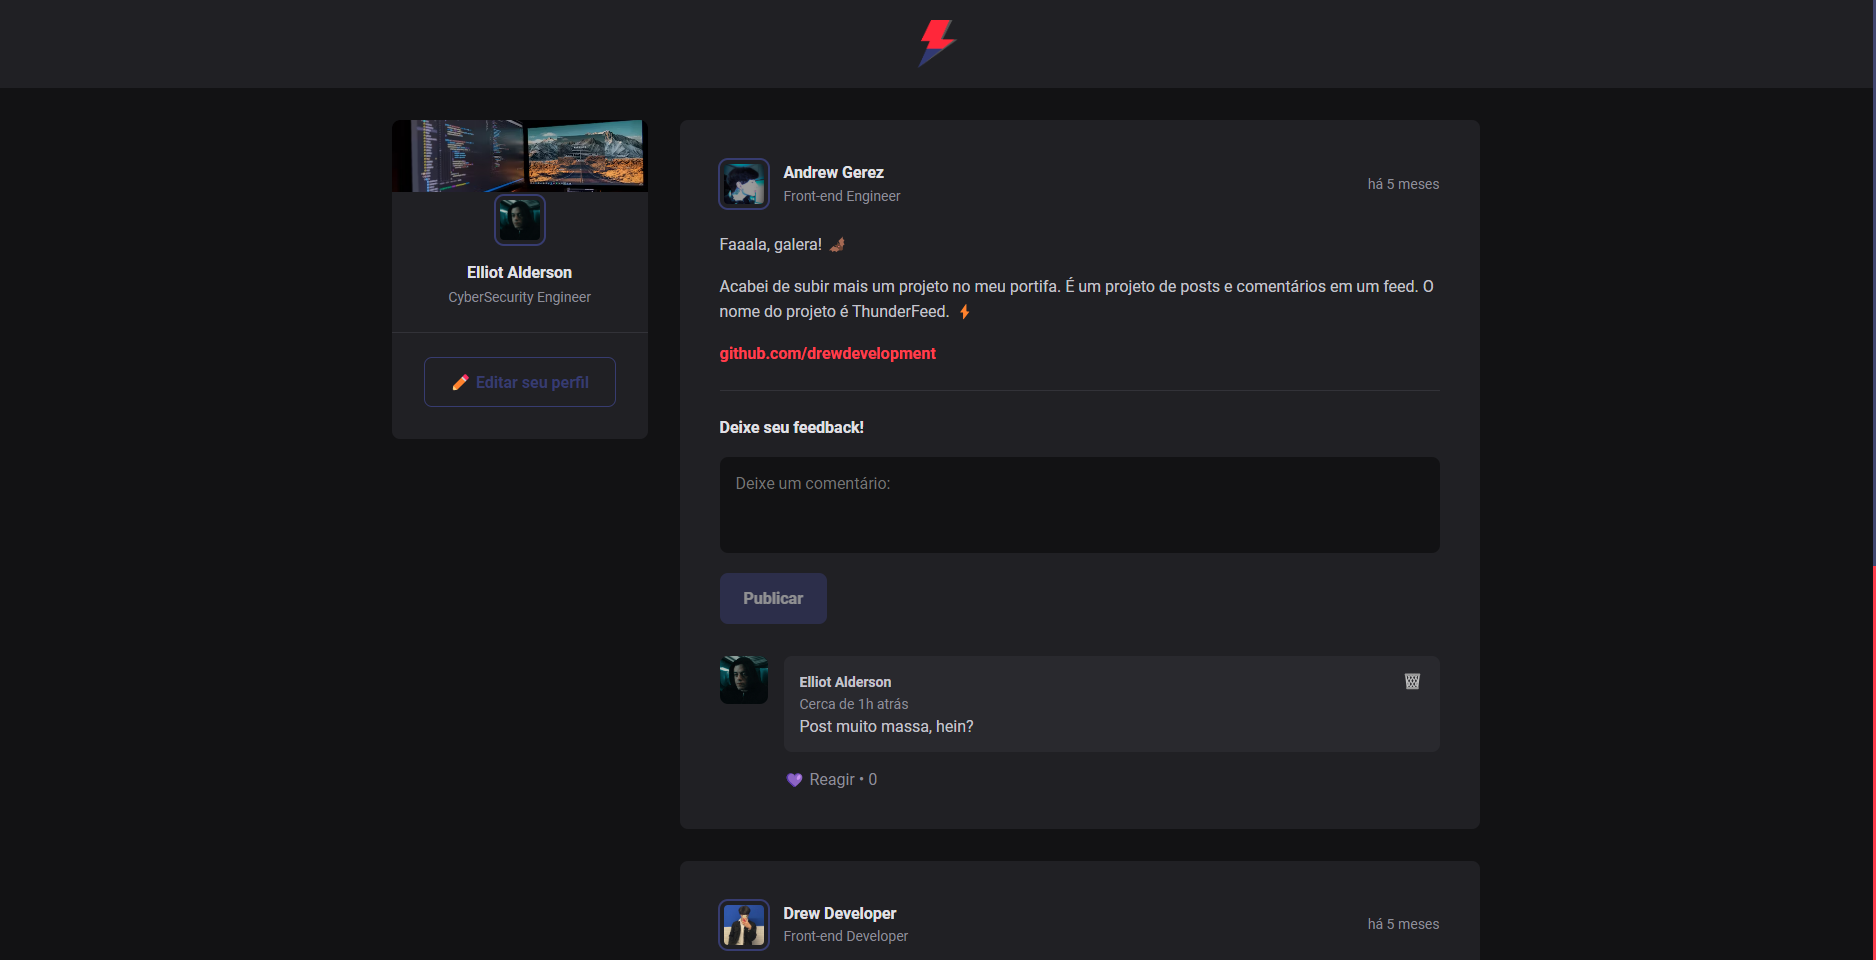 Elliot Alderson
CyberSecurity Engineer
Editar seu perfil
Andrew Gerez
Front-end Engineer
há 5 meses
Faaala, galera!
Acabei de subir mais um projeto no meu portifa. É um projeto de posts e comentários em um feed. O
nome do projeto é ThunderFeed. ⚡
github.com/drewdevelopment
Deixe seu feedback!
Deixe um comentário:
Publicar
Elliot Alderson
Cerca de 1h atrás
Post muito massa, hein?
💜 Reagir • 0
Drew Developer
Front-end Developer
há 5 meses